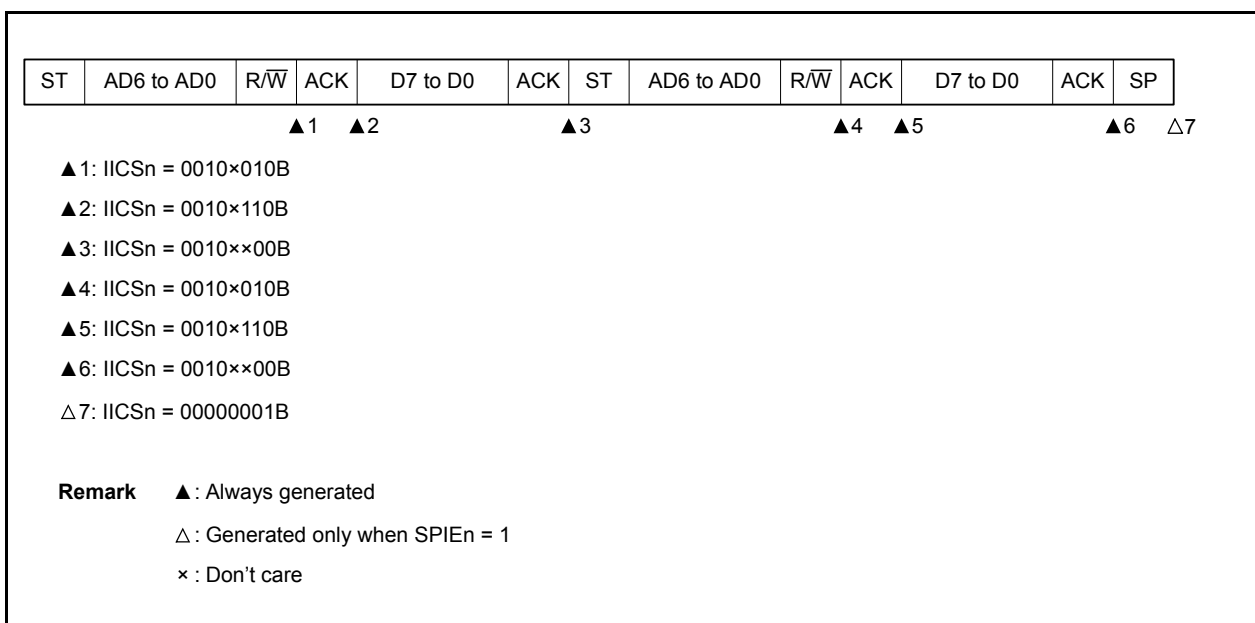 ST AD6 to AD0 R/W̅ ACK D7 to D0 ACK ST AD6 to AD0 R/W̅ ACK D7 to D0 ACK SP
▲1 ▲2 ▲3 ▲4 ▲5 ▲6 △7
▲1: IICSn = 0010×010B
▲2: IICSn = 0010×110B
▲3: IICSn = 0010××00B
▲4: IICSn = 0010×010B
▲5: IICSn = 0010×110B
▲6: IICSn = 0010××00B
△7: IICSn = 00000001B
Remark ▲: Always generated
△: Generated only when SPIEn = 1
×: Don't care